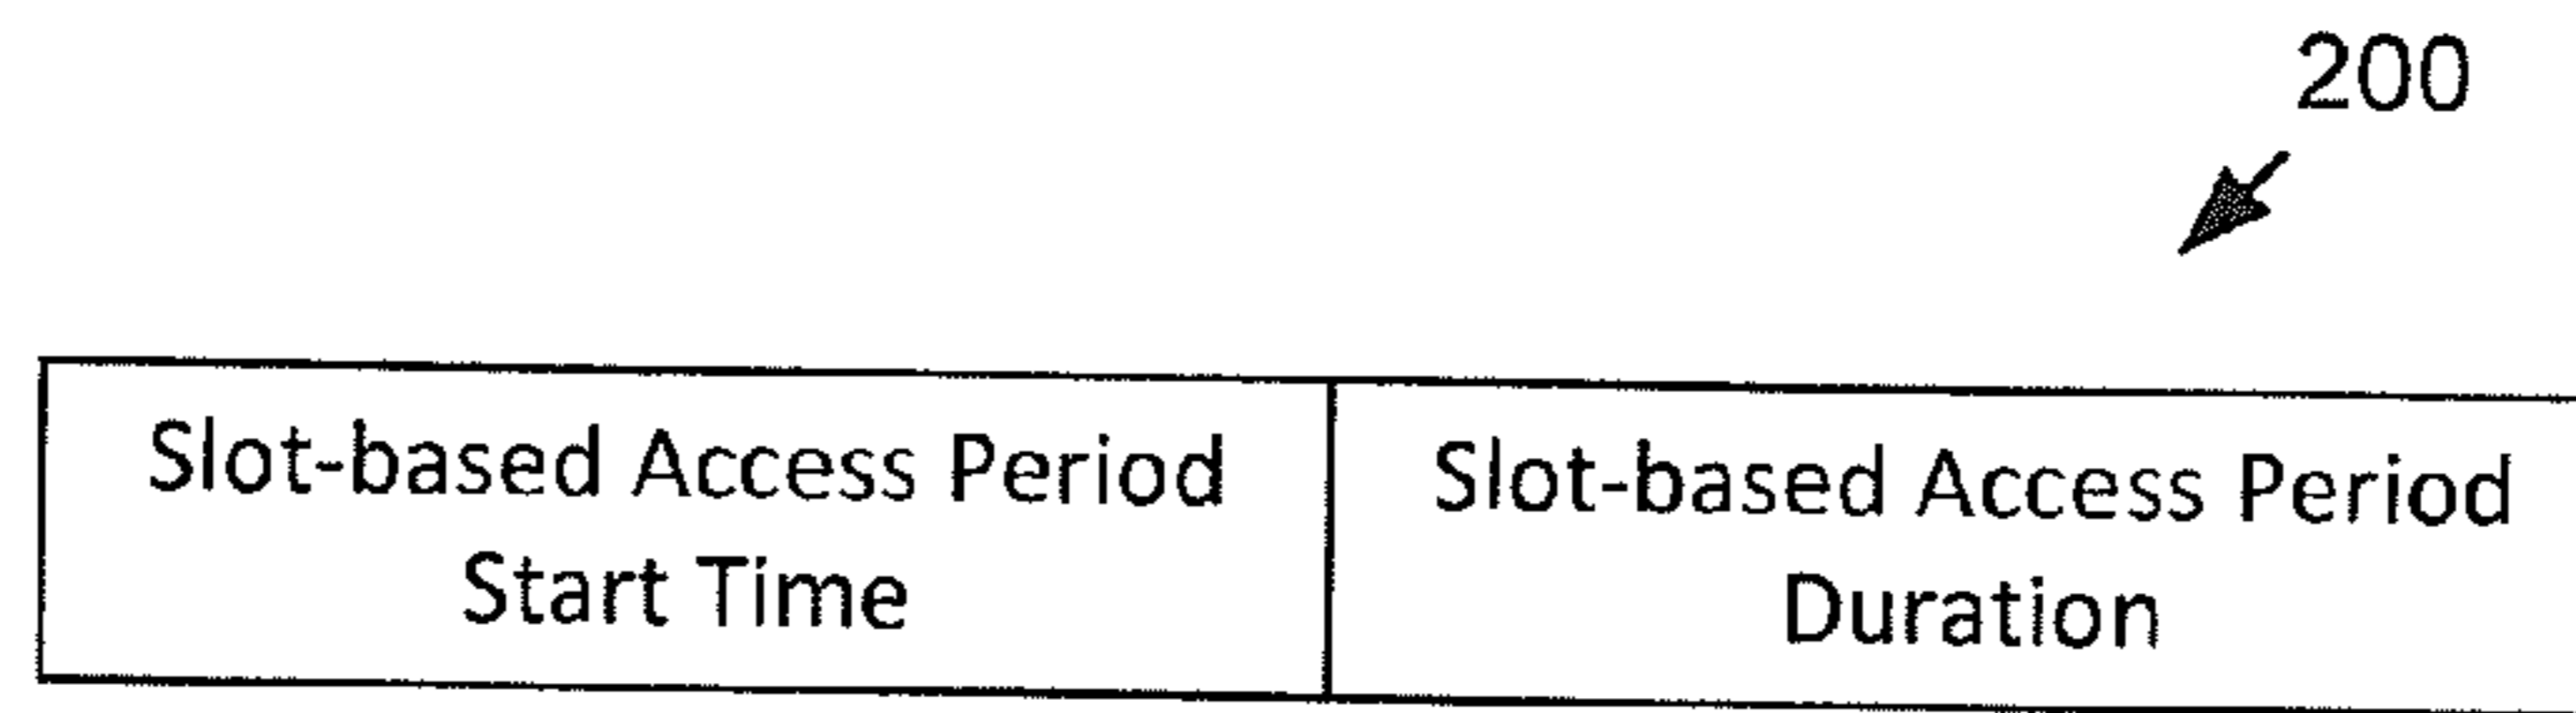 200
Slot-based Access Period
Start Time
Slot-based Access Period
Duration